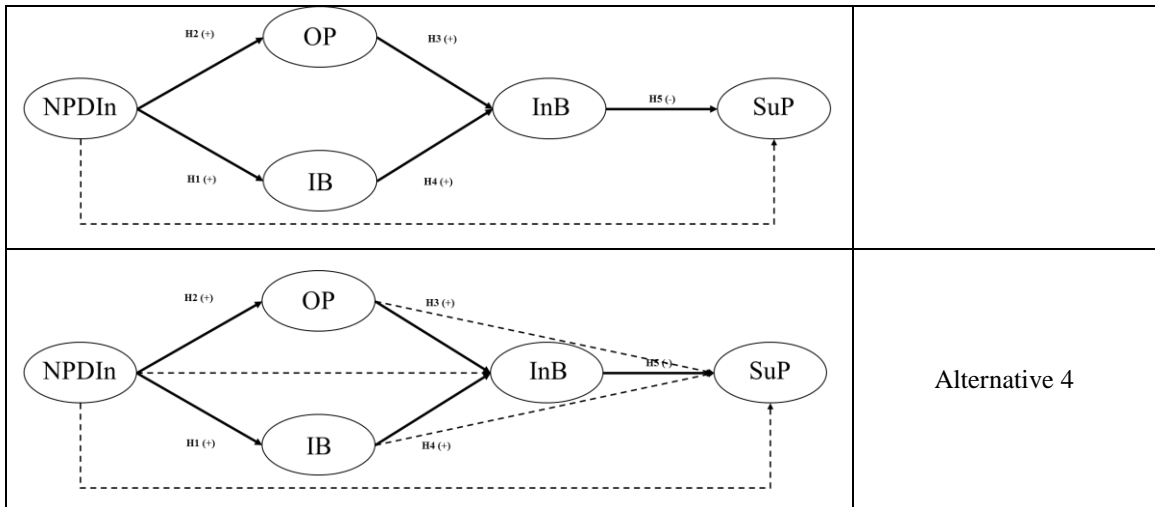 H2 (+)
OP
H3 (+)
NPDIn
InB
H5 (-)
SuP
H1 (+)
IB
H4 (+)
H2 (+)
OP
H3 (+)
NPDIn
InB
H5 (-)
SuP
Alternative 4
H1 (+)
IB
H4 (+)